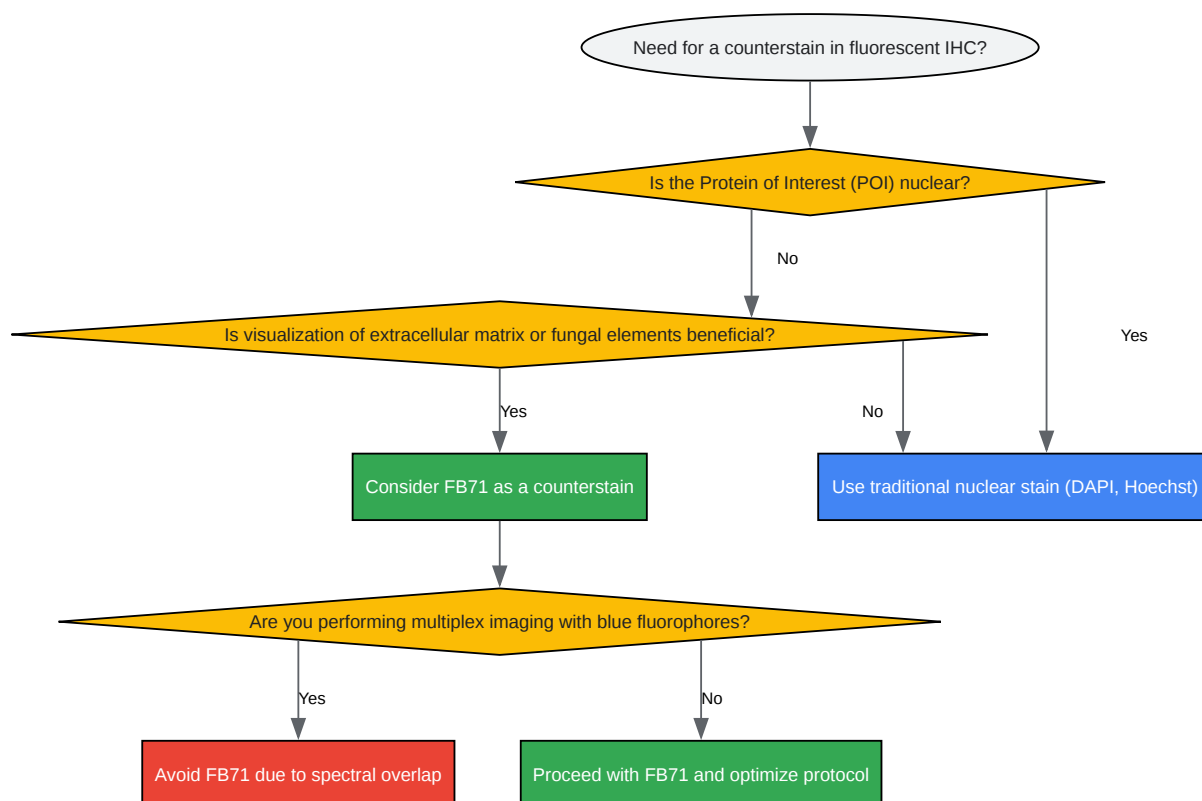 Need for a counterstain in fluorescent IHC?
Is the Protein of Interest (POI) nuclear?
No
Is visualization of extracellular matrix or fungal elements beneficial?
Yes
Yes
No
Consider FB71 as a counterstain
Use traditional nuclear stain (DAPI, Hoechst)
Are you performing multiplex imaging with blue fluorophores?
Yes
No
Avoid FB71 due to spectral overlap
Proceed with FB71 and optimize protocol